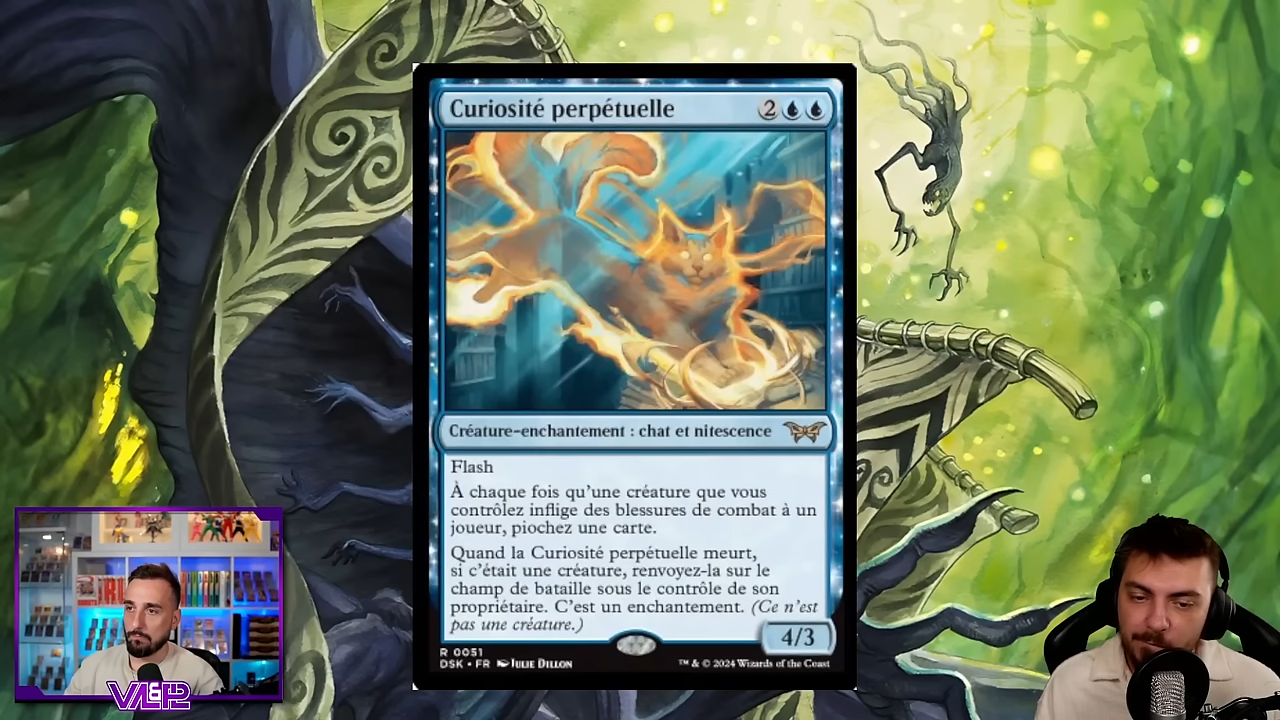 Curiosité perpétuelle 2
Créature-enchantement : chat et nitescence
Flash
À chaque fois qu'une créature que vous
contrôlez inflige des blessures de combat à un
joueur, piochez une carte.
Quand la Curiosité perpétuelle meurt,
si c'était une créature, renvoyez-la sur le
champ de bataille sous le contrôle de son
propriétaire. C'est un enchantement. (Ce n'est
pas une créature.)
4/3
R 0051
DSK • FR JULIE DILLON
™ & © 2024 Wizards of the Coast